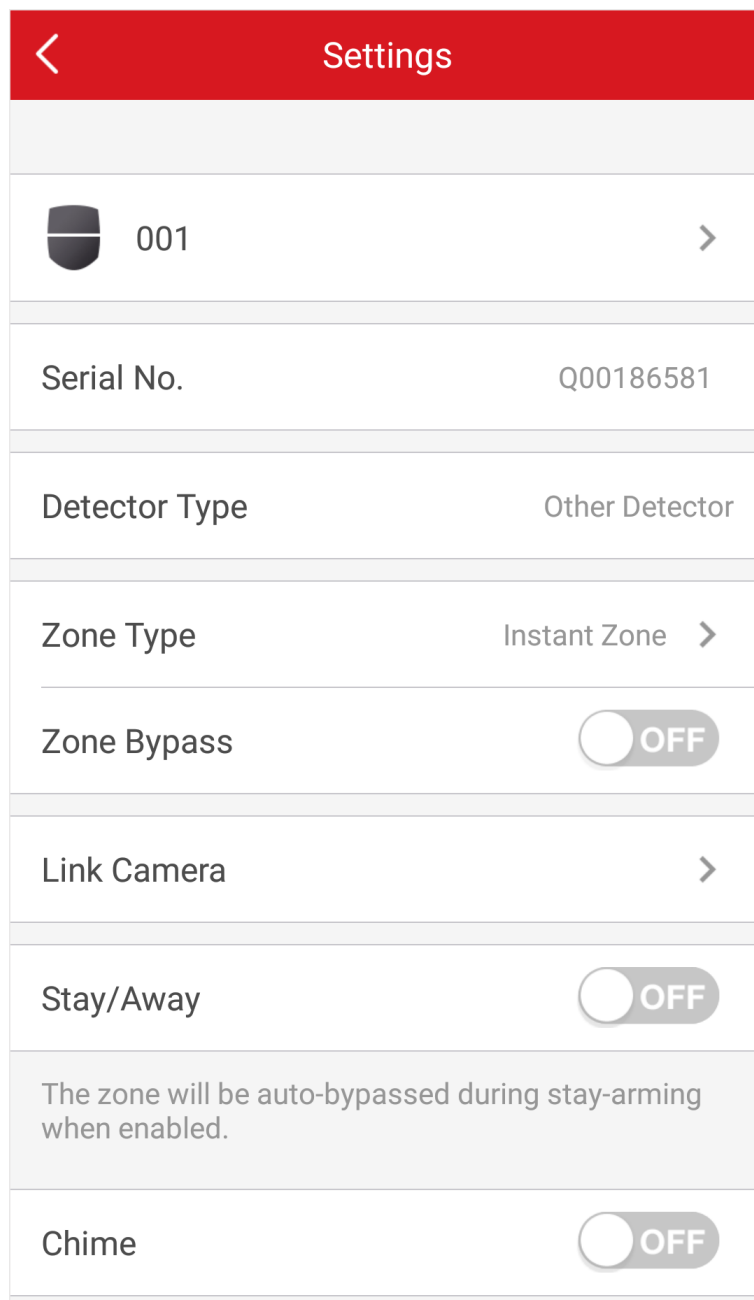 Settings
001
Serial No. Q00186581
Detector Type Other Detector
Zone Type Instant Zone
Zone Bypass OFF
Link Camera
Stay/Away OFF
The zone will be auto-bypassed during stay-arming
when enabled.
Chime OFF